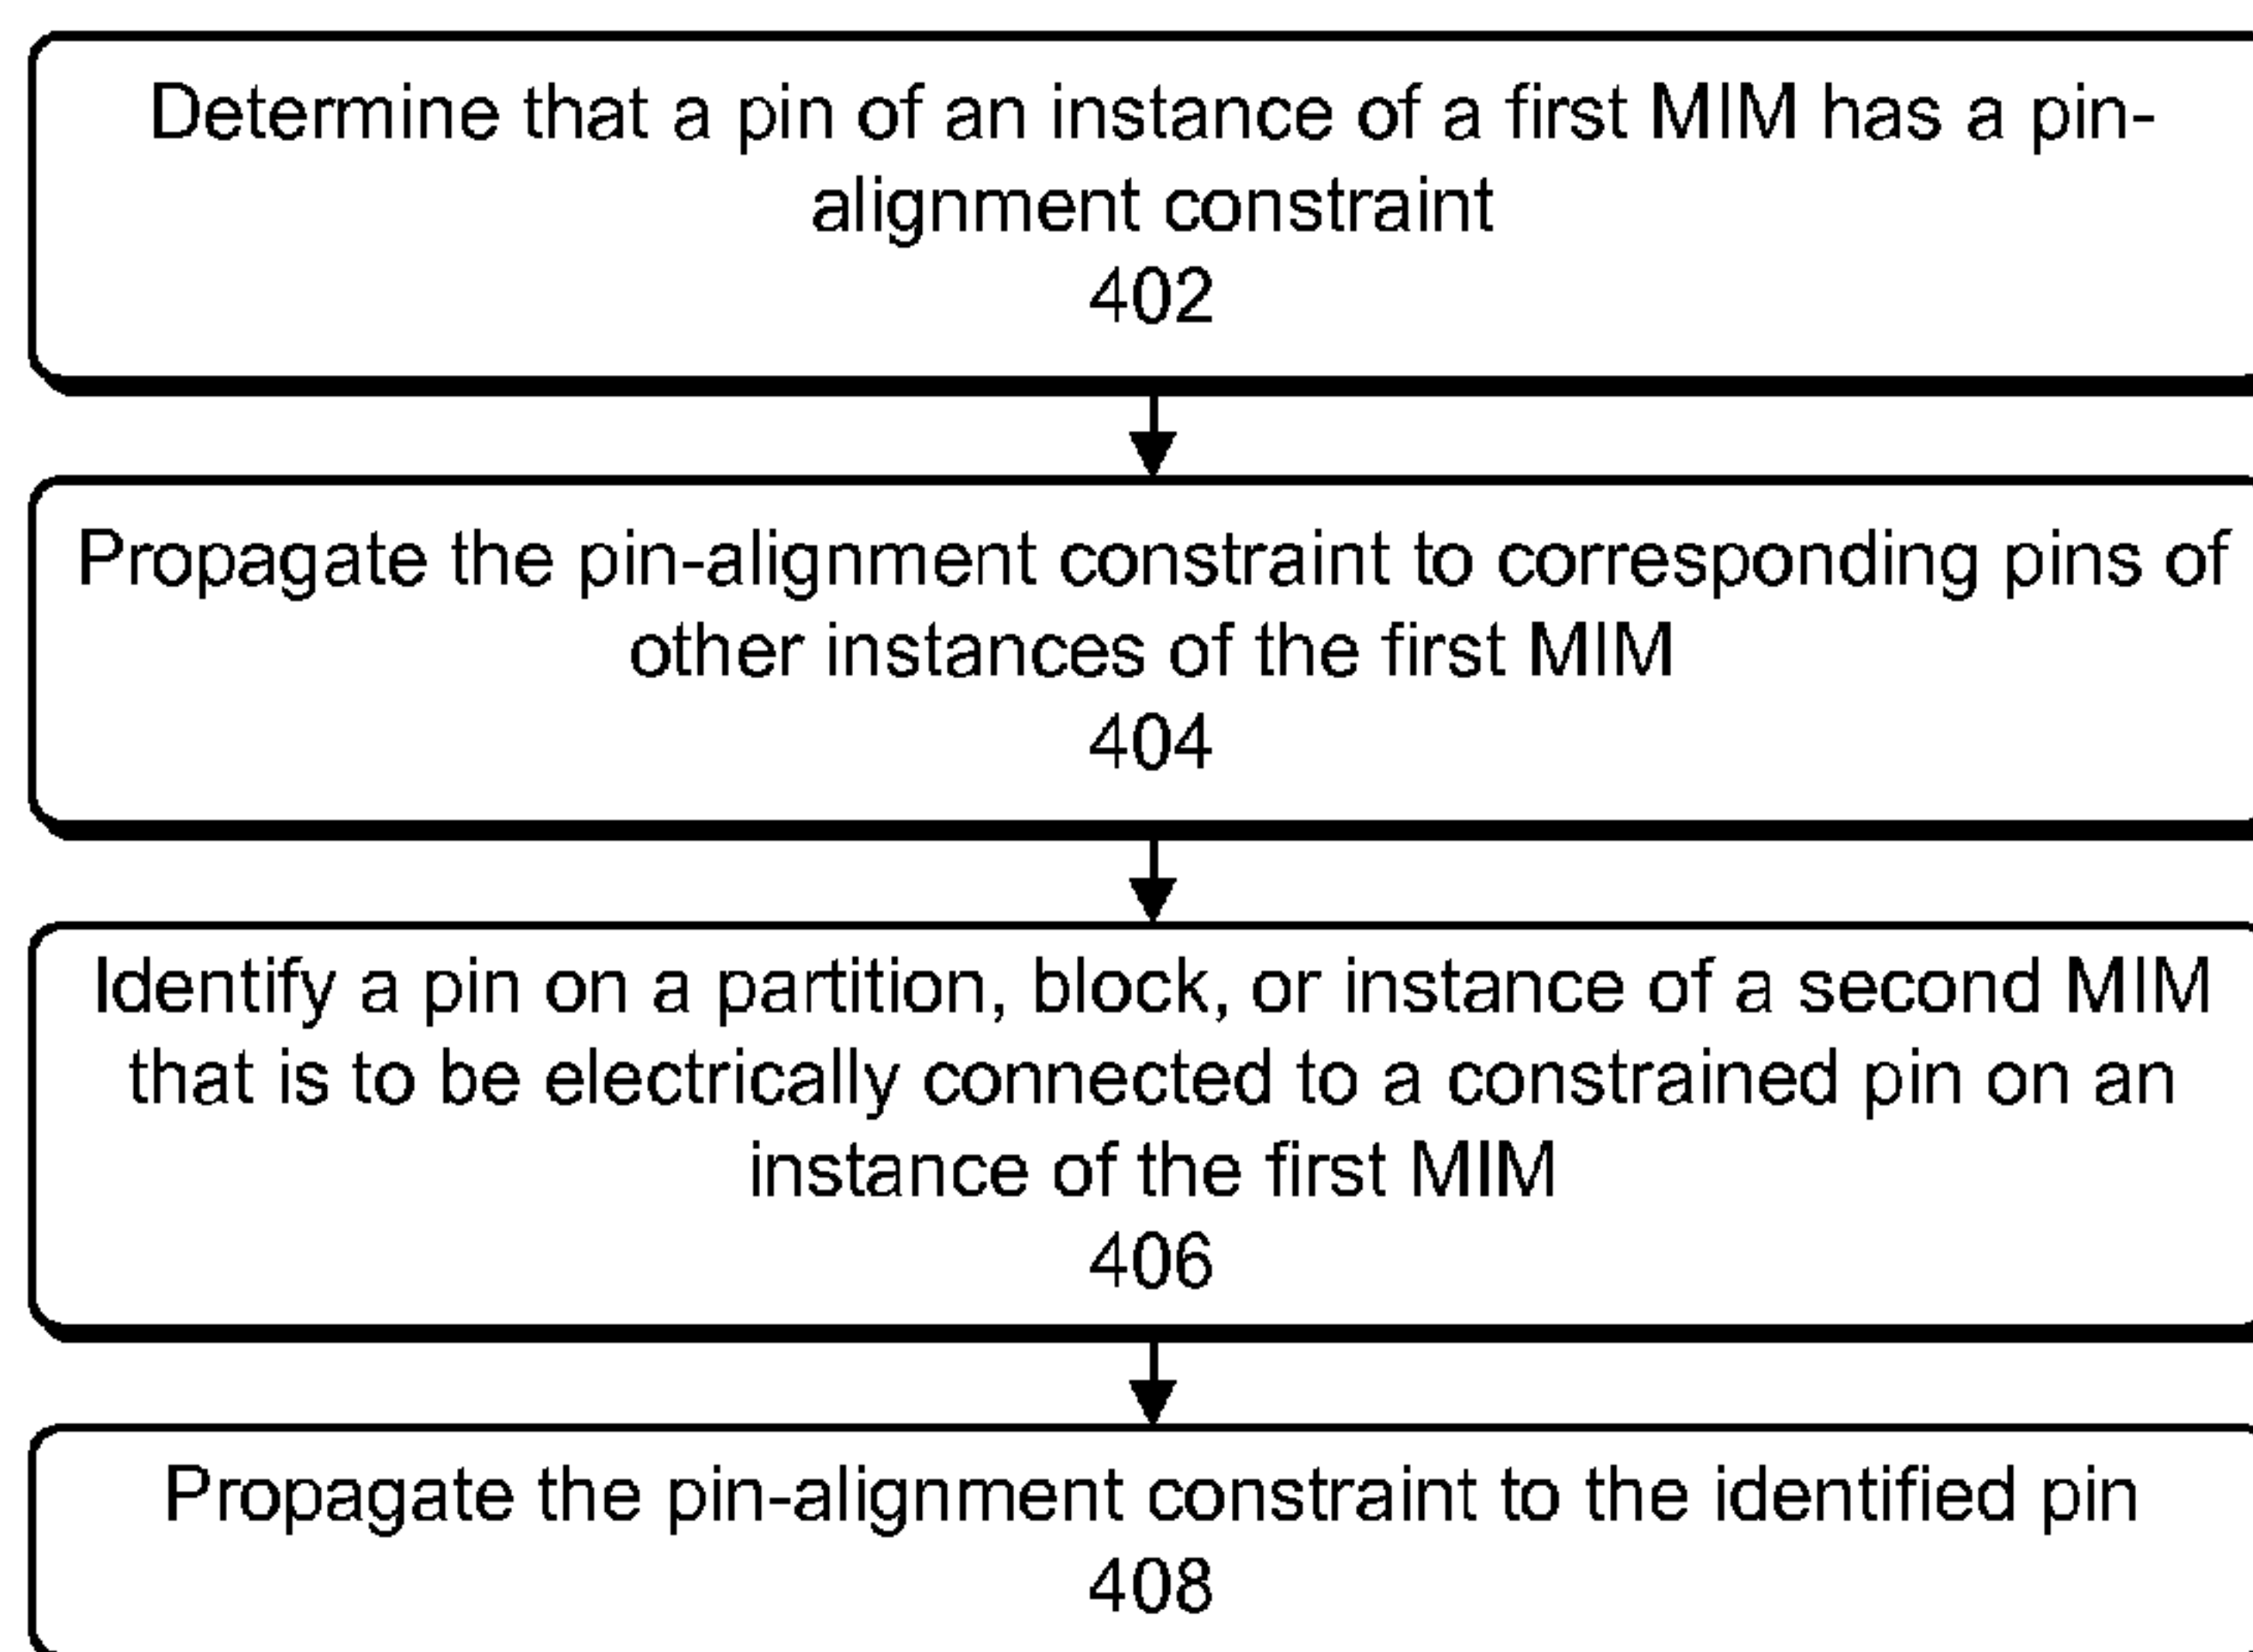 Determine that a pin of an instance of a first MIM has a pin-
alignment constraint
402
Propagate the pin-alignment constraint to corresponding pins of
other instances of the first MIM
404
Identify a pin on a partition, block, or instance of a second MIM
that is to be electrically connected to a constrained pin on an
instance of the first MIM
406
Propagate the pin-alignment constraint to the identified pin
408